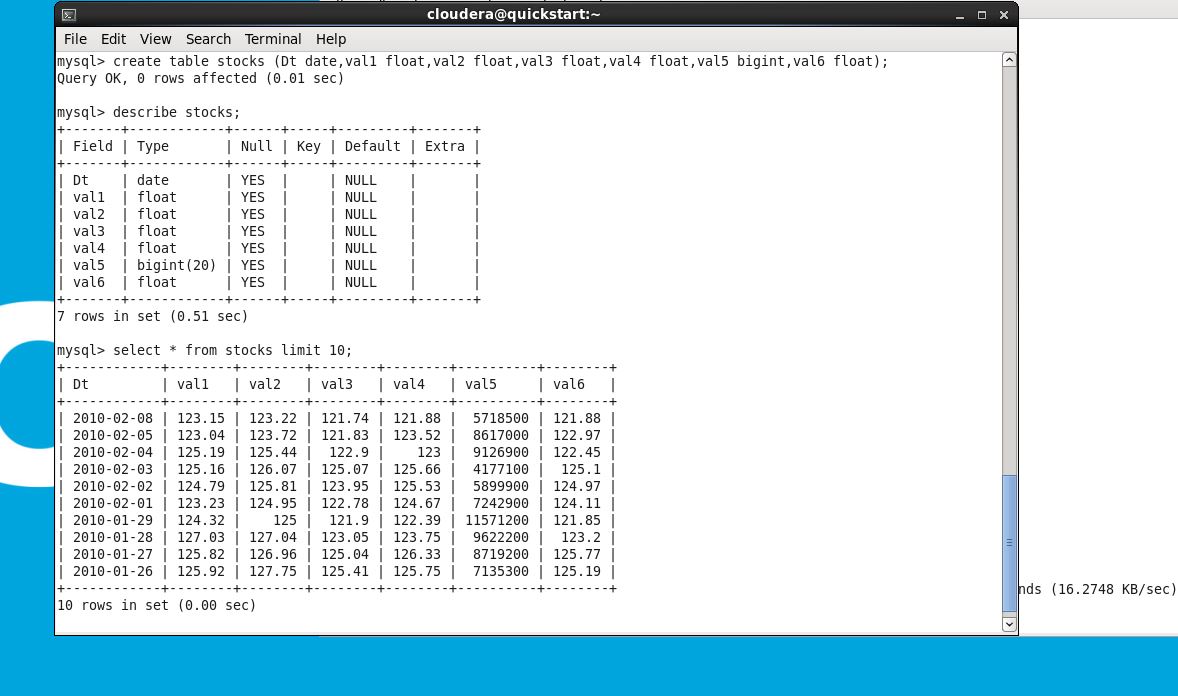 cloudera@quickstart:~
File Edit View Search Terminal Help
mysql> create table stocks (Dt date,val1 float,val2 float,val3 float,val4 float,val5 bigint,val6 float);
Query OK, 0 rows affected (0.01 sec)
mysql> describe stocks;
+-------+------------+------+-----+---------+-------+
| Field | Type       | Null | Key | Default | Extra |
+-------+------------+------+-----+---------+-------+
| Dt    | date       | YES  |     | NULL    |       |
| val1  | float      | YES  |     | NULL    |       |
| val2  | float      | YES  |     | NULL    |       |
| val3  | float      | YES  |     | NULL    |       |
| val4  | float      | YES  |     | NULL    |       |
| val5  | bigint(20) | YES  |     | NULL    |       |
| val6  | float      | YES  |     | NULL    |       |
+-------+------------+------+-----+---------+-------+
7 rows in set (0.51 sec)
mysql> select * from stocks limit 10;
+------------+--------+--------+--------+--------+----------+--------+
| Dt         | val1   | val2   | val3   | val4   | val5     | val6   |
+------------+--------+--------+--------+--------+----------+--------+
| 2010-02-08 | 123.15 | 123.22 | 121.74 | 121.88 |  5718500 | 121.88 |
| 2010-02-05 | 123.04 | 123.72 | 121.83 | 123.52 |  8617000 | 122.97 |
| 2010-02-04 | 125.19 | 125.44 |  122.9 |    123 |  9126900 | 122.45 |
| 2010-02-03 | 125.16 | 126.07 | 125.07 | 125.66 |  4177100 |  125.1 |
| 2010-02-02 | 124.79 | 125.81 | 123.95 | 125.53 |  5899900 | 124.97 |
| 2010-02-01 | 123.23 | 124.95 | 122.78 | 124.67 |  7242900 | 124.11 |
| 2010-01-29 | 124.32 |    125 |  121.9 | 122.39 | 11571200 | 121.85 |
| 2010-01-28 | 127.03 | 127.04 | 123.05 | 123.75 |  9622200 |  123.2 |
| 2010-01-27 | 125.82 | 126.96 | 125.04 | 126.33 |  8719200 | 125.77 |
| 2010-01-26 | 125.92 | 127.75 | 125.41 | 125.75 |  7135300 | 125.19 |
+------------+--------+--------+--------+--------+----------+--------+
nds (16.2748 KB/sec)
10 rows in set (0.00 sec)